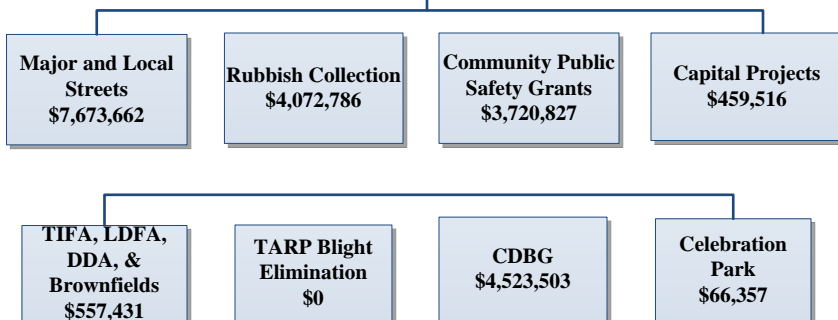 Major and Local
Streets
$7,673,662
Rubbish Collection
$4,072,786
Community Public
Safety Grants
$3,720,827
Capital Projects
$459,516
TIFA, LDFA,
DDA, &
Brownfields
$557,431
TARP Blight
Elimination
$0
CDBG
$4,523,503
Celebration
Park
$66,357